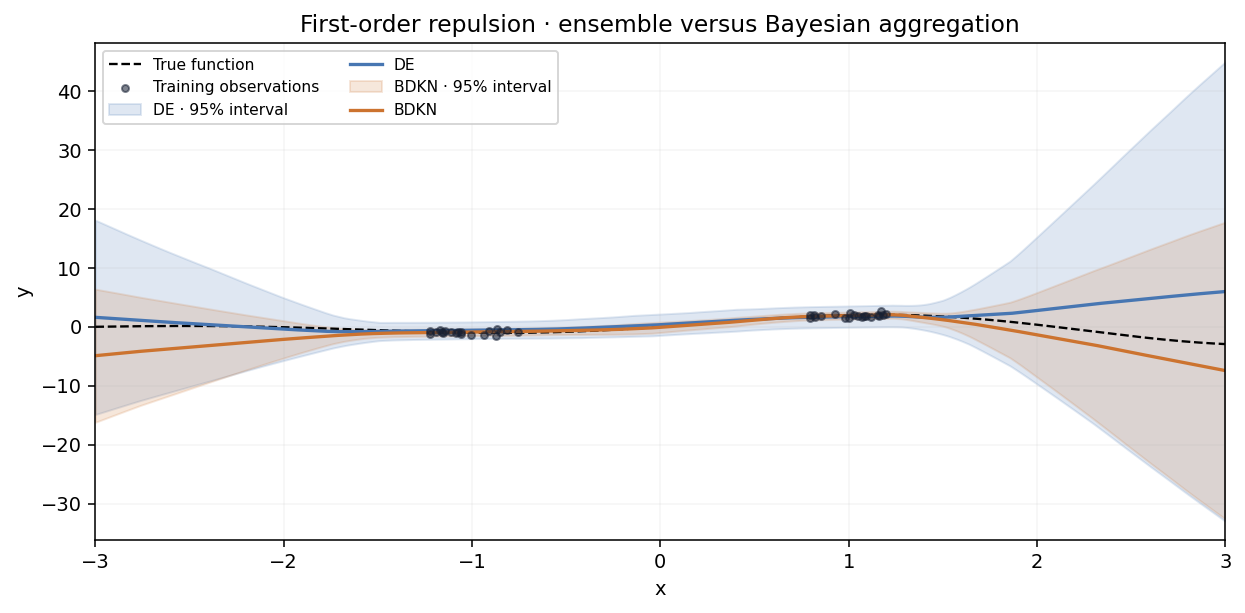 First-order repulsion · ensemble versus Bayesian aggregation
True function
Training observations
DE · 95% interval
DE
BDKN · 95% interval
BDKN
40
30
20
10
0
−10
−20
−30
y
−3
−2
−1
0
1
2
3
x